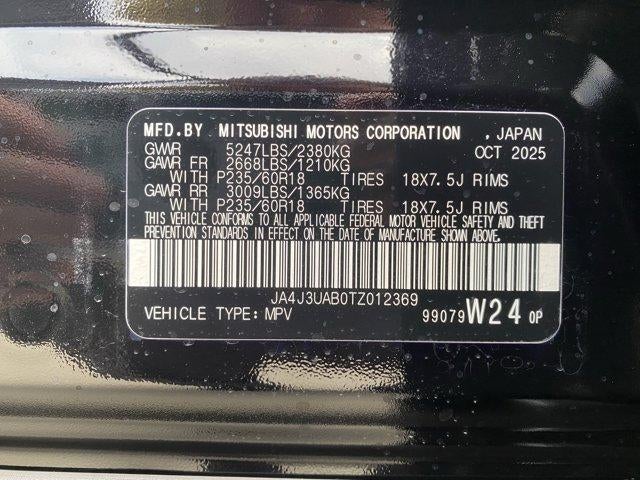 MFD.BY MITSUBISHI MOTORS CORPORATION , JAPAN
GVWR 5247LBS/2380KG OCT 2025
GAWR FR 2668LBS/1210KG
WITH P235/60R18 TIRES 18X7.5J RIMS
GAWR RR 3009LBS/1365KG
WITH P235/60R18 TIRES 18X7.5J RIMS
THIS VEHICLE CONFORMS TO ALL APPLICABLE FEDERAL MOTOR VEHICLE SAFETY AND THEFT
PREVENTION STANDARDS IN EFFECT ON THE DATE OF MANUFACTURE SHOWN ABOVE.
JA4J3UAB0TZ012369
VEHICLE TYPE: MPV 99079 W24 0P